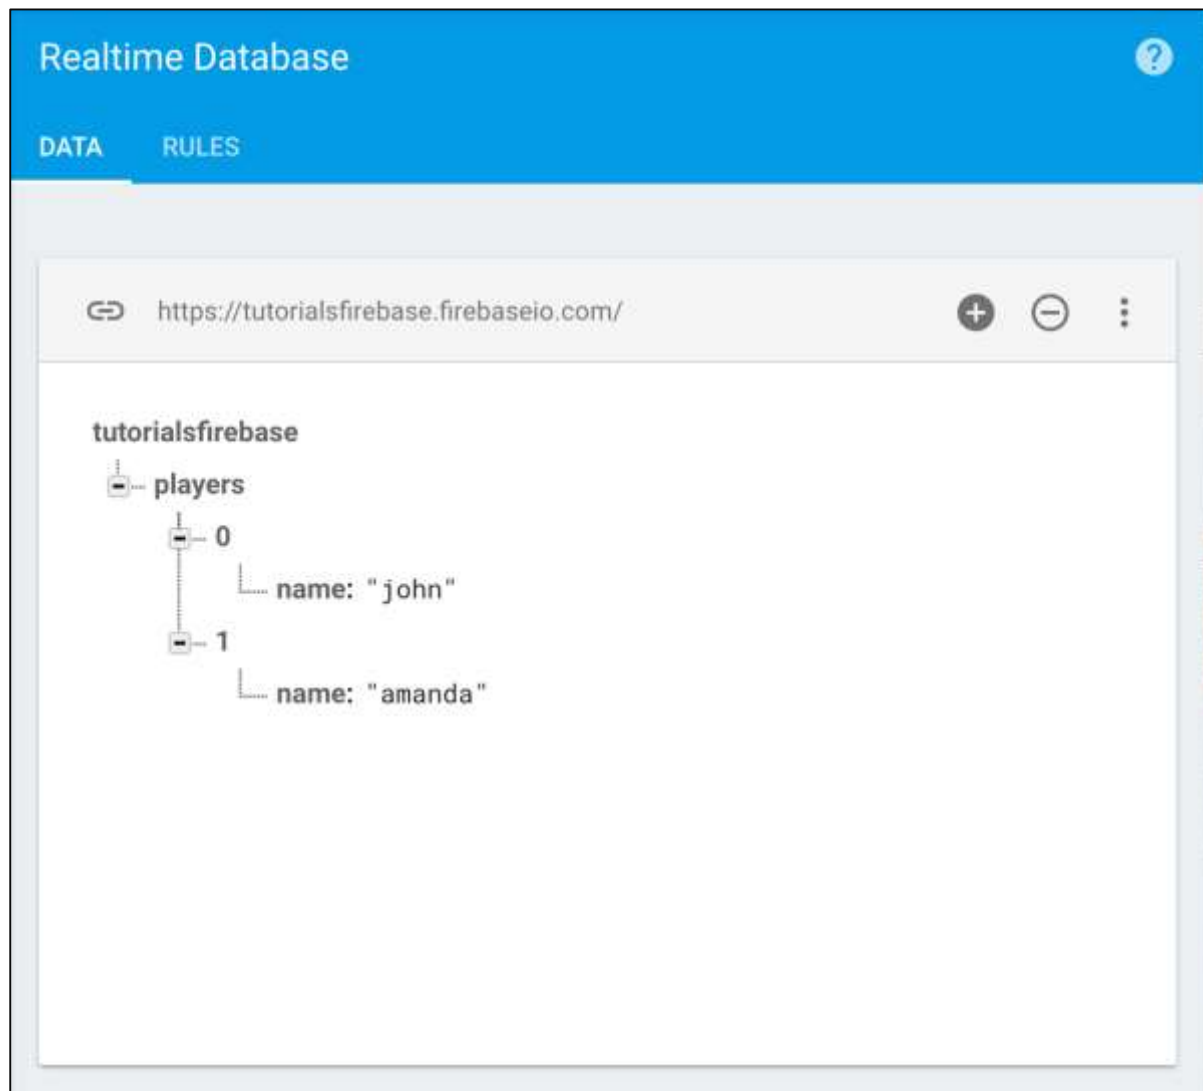 Realtime Database
DATA RULES
https://tutorialsfirebase.firebaseio.com/
tutorialsfirebase
players
0
name: "john"
1
name: "amanda"